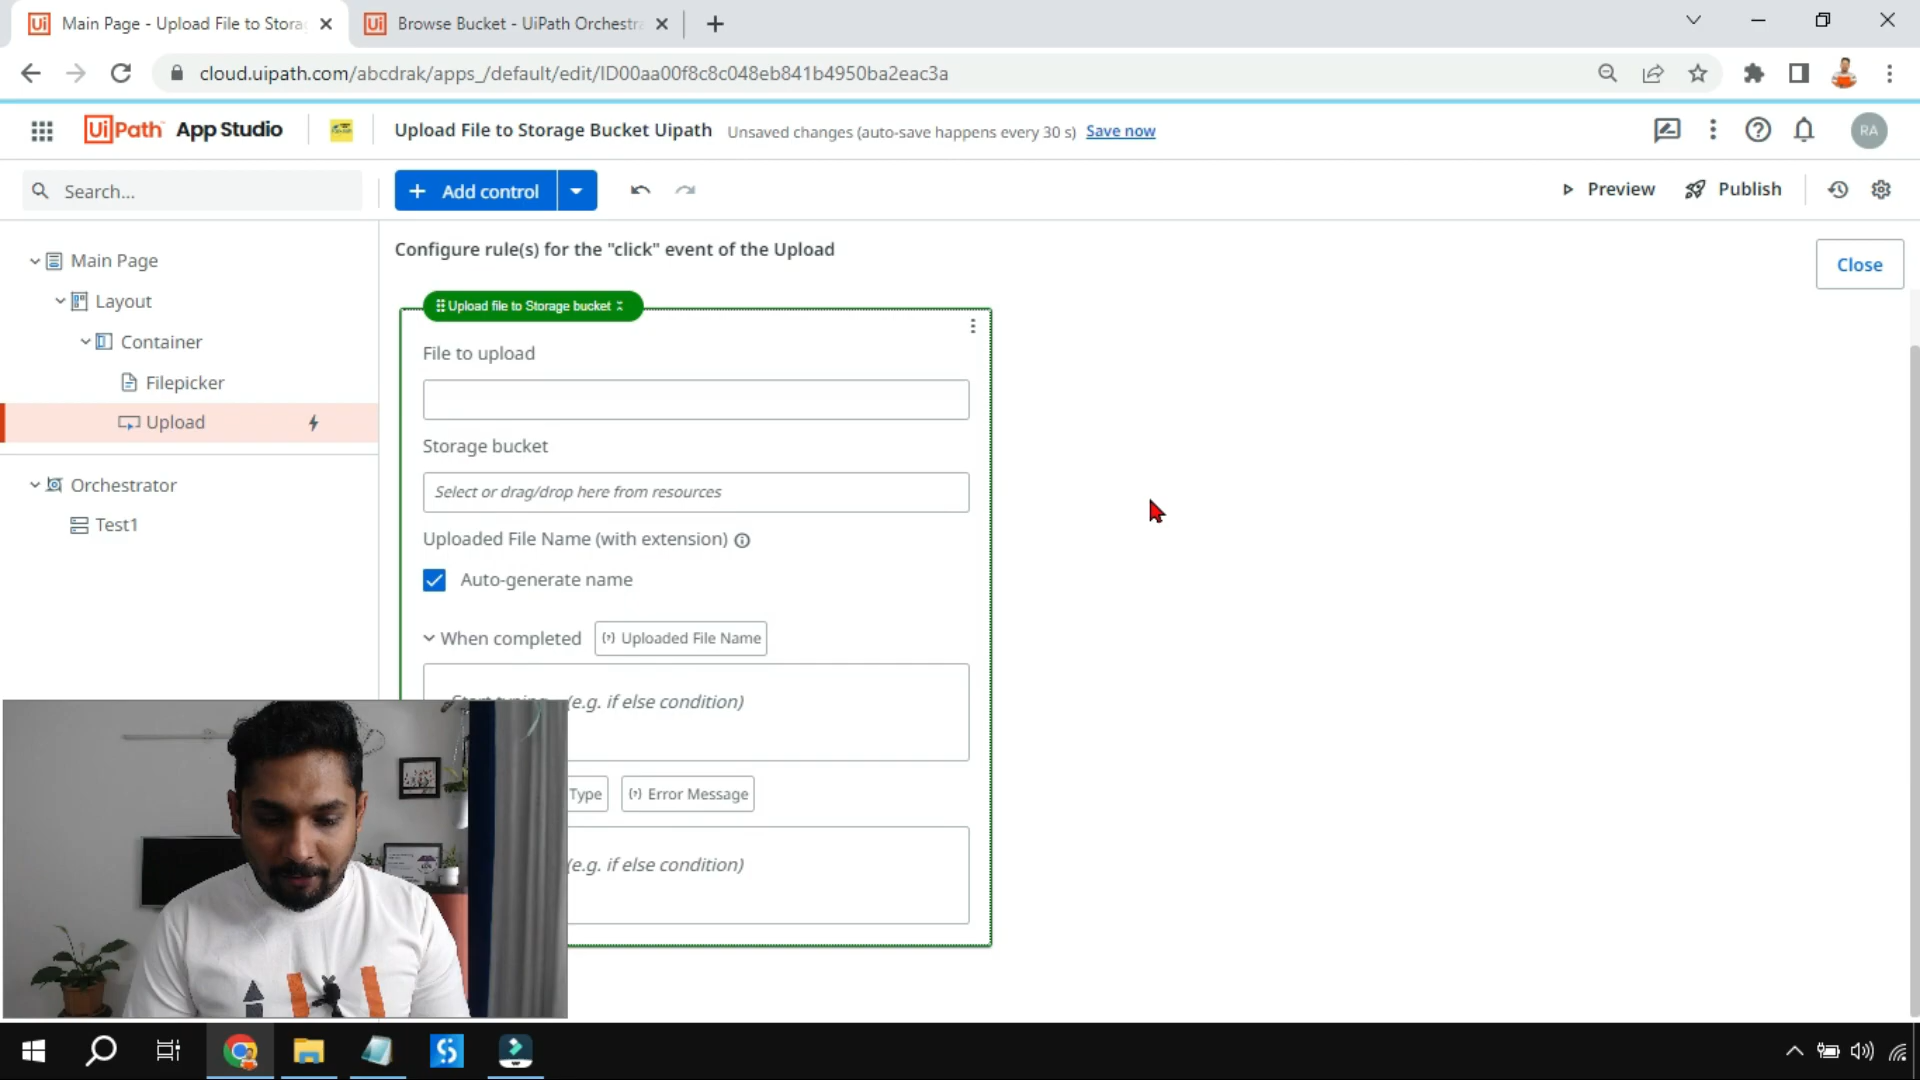 Main Page - Upload File to Stora
Browse Bucket - UiPath Orchestra
cloud.uipath.com/abcdrak/apps_/default/edit/ID00aa00f8c8c048eb841b4950ba2eac3a
UiPath App Studio
Upload File to Storage Bucket Uipath
Unsaved changes (auto-save happens every 30 s) Save now
RA
Search...
+ Add control
Preview
Publish
Main Page
Layout
Container
Filepicker
Upload
Orchestrator
Test1
Configure rule(s) for the "click" event of the Upload
Close
Upload file to Storage bucket
File to upload
Storage bucket
Select or drag/drop here from resources
Uploaded File Name (with extension)
Auto-generate name
When completed
Uploaded File Name
(e.g. if else condition)
Type
Error Message
(e.g. if else condition)